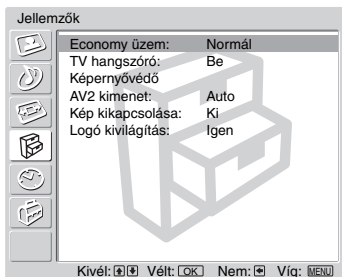 Jellemzők
Economy üzem: Normál
TV hangszóró: Be
Képernyővédő
AV2 kimenet: Auto
Kép kikapcsolása: Ki
Logó kivilágítás: Igen
Kivél: Vélt: OK Nem: Víg: MENU